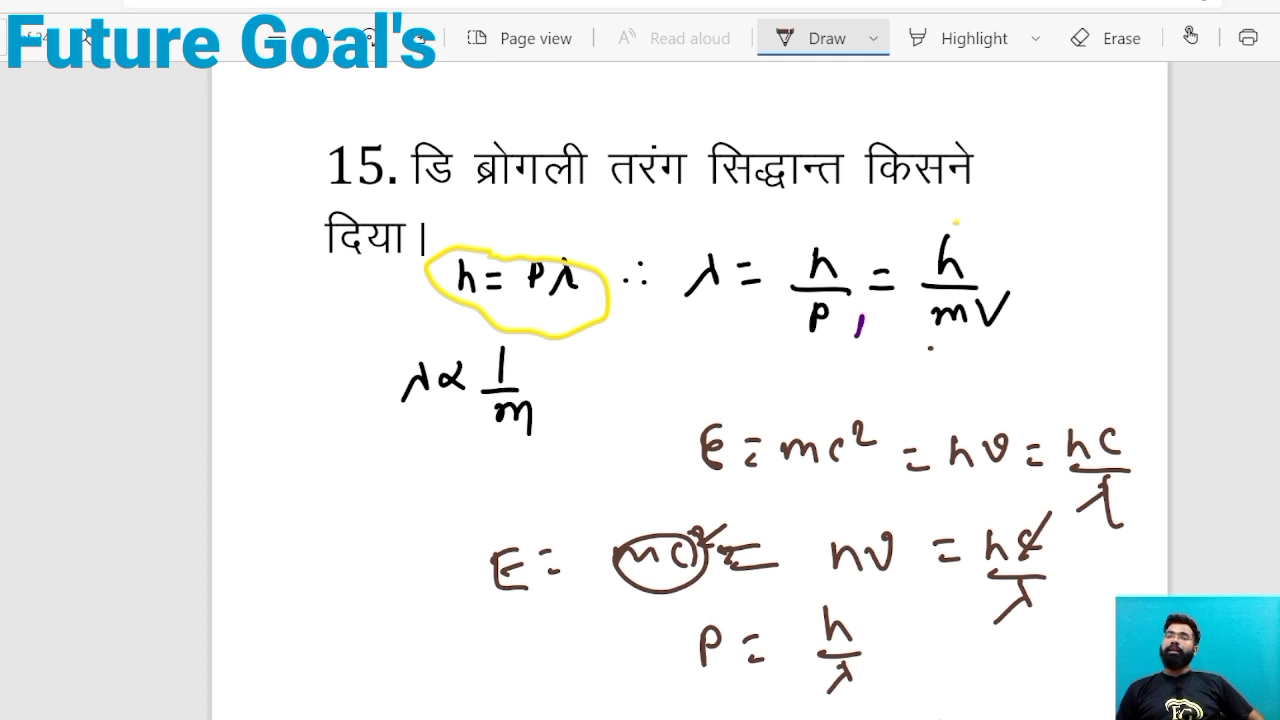 Future Goal's
Page view
Read aloud
Draw
Highlight
Erase
15. डि ब्रोगली तरंग सिद्धान्त किसने
दिया।
h = Pλ ∴ λ = h/P, = h/mV
λ ∝ 1/m
E = mc² = hν = hc/λ
E = mc² = hν = hc/λ
P = h/λ